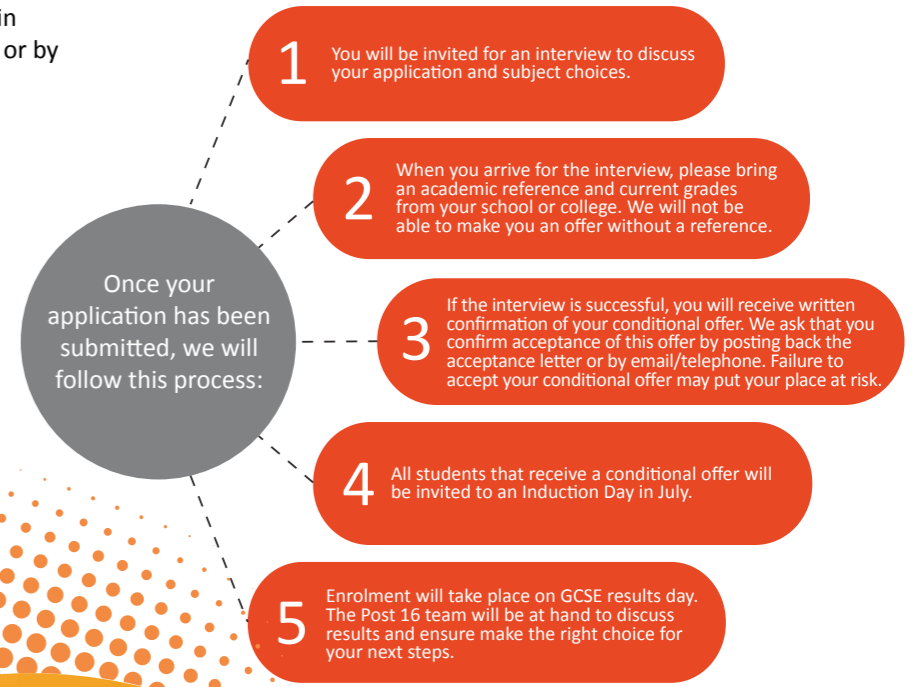 in
or by
Once your
application has been
submitted, we will
follow this process:
1
You will be invited for an interview to discuss
your application and subject choices.
2
When you arrive for the interview, please bring
an academic reference and current grades
from your school or college. We will not be
able to make you an offer without a reference.
3
If the interview is successful, you will receive written
confirmation of your conditional offer. We ask that you
confirm acceptance of this offer by posting back the
acceptance letter or by email/telephone. Failure to
accept your conditional offer may put your place at risk.
4
All students that receive a conditional offer will
be invited to an Induction Day in July.
5
Enrolment will take place on GCSE results day.
The Post 16 team will be at hand to discuss
results and ensure make the right choice for
your next steps.